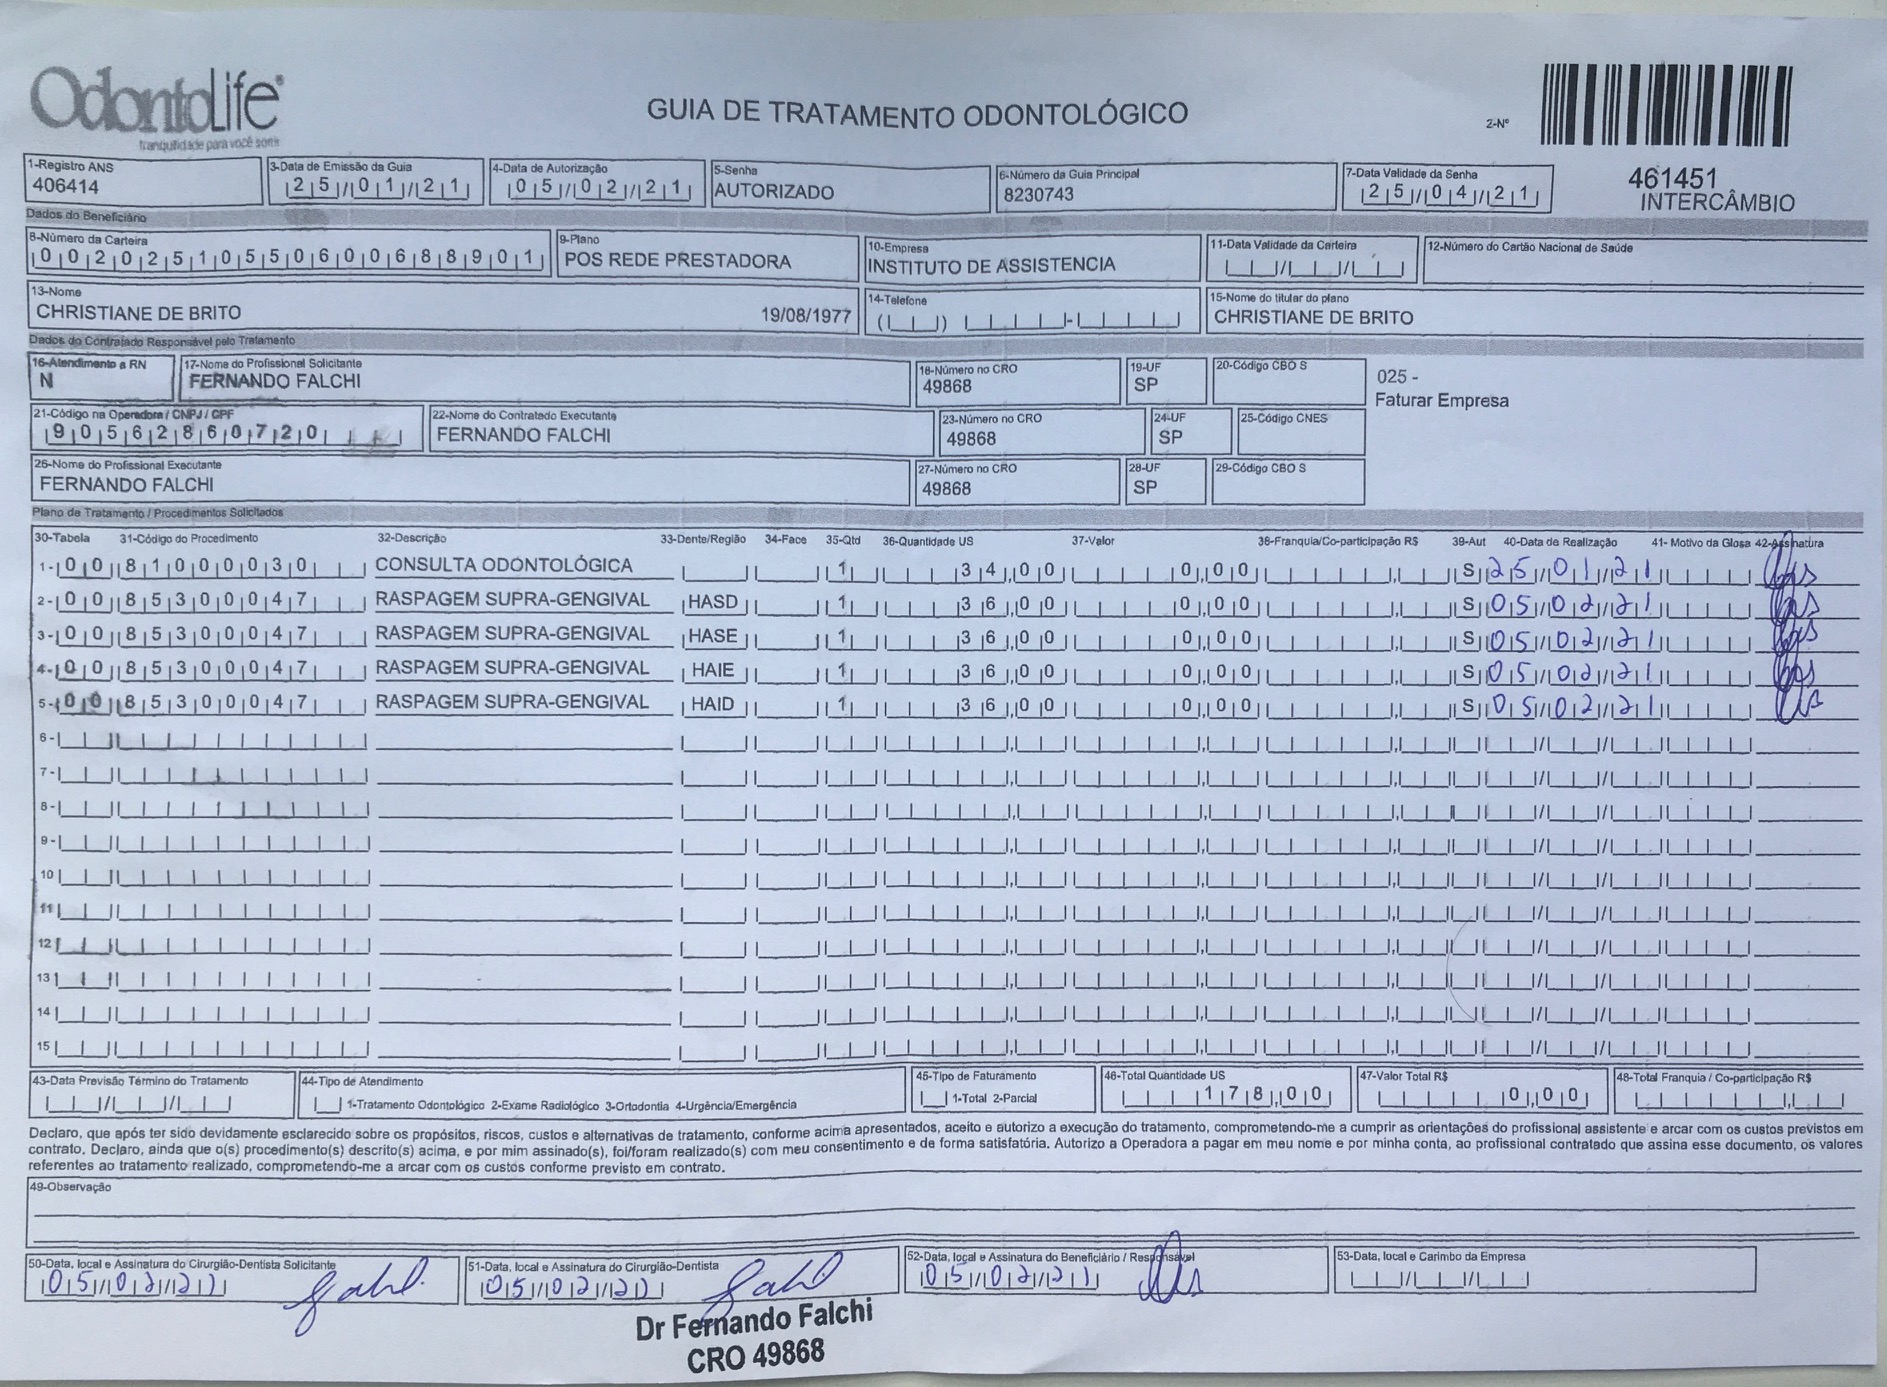 OdontoLife®
tranquilidade para você sorrir
GUIA DE TRATAMENTO ODONTOLÓGICO
2-Nº
461451
INTERCÂMBIO
1-Registro ANS
406414
3-Data de Emissão da Guia
25/01/21
4-Data de Autorização
05/02/21
5-Senha
AUTORIZADO
6-Número da Guia Principal
8230743
7-Data Validade da Senha
25/04/21
Dados do Beneficiário
8-Número da Carteira
00202510550600688901
9-Plano
POS REDE PRESTADORA
10-Empresa
INSTITUTO DE ASSISTENCIA
11-Data Validade da Carteira
12-Número do Cartão Nacional de Saúde
13-Nome
CHRISTIANE DE BRITO 19/08/1977
14-Telefone
15-Nome do titular do plano
CHRISTIANE DE BRITO
Dados do Contratado Responsável pelo Tratamento
16-Atendimento a RN
N
17-Nome do Profissional Solicitante
FERNANDO FALCHI
18-Número no CRO
49868
19-UF
SP
20-Código CBO S
025 -
Faturar Empresa
21-Código na Operadora / CNPJ / CPF
90562860720
22-Nome do Contratado Executante
FERNANDO FALCHI
23-Número no CRO
49868
24-UF
SP
25-Código CNES
26-Nome do Profissional Executante
FERNANDO FALCHI
27-Número no CRO
49868
28-UF
SP
29-Código CBO S
Plano de Tratamento / Procedimentos Solicitados
30-Tabela 31-Código do Procedimento 32-Descrição 33-Dente/Região 34-Face 35-Qtd 36-Quantidade US 37-Valor 38-Franquia/Co-participação R$ 39-Aut 40-Data de Realização 41- Motivo da Glosa 42-Assinatura
1- 00 81000030 CONSULTA ODONTOLÓGICA 1 34,00 0,00 S 25/01/21
2- 00 85300047 RASPAGEM SUPRA-GENGIVAL HASD 1 36,00 0,00 S 05/02/21
3- 00 85300047 RASPAGEM SUPRA-GENGIVAL HASE 1 36,00 0,00 S 05/02/21
4- 00 85300047 RASPAGEM SUPRA-GENGIVAL HAIE 1 36,00 0,00 S 05/02/21
5- 00 85300047 RASPAGEM SUPRA-GENGIVAL HAID 1 36,00 0,00 S 05/02/21
6-
7-
8-
9-
10
11
12
13
14
15
43-Data Previsão Término do Tratamento
44-Tipo de Atendimento
1-Tratamento Odontológico 2-Exame Radiológico 3-Ortodontia 4-Urgência/Emergência
45-Tipo de Faturamento
1-Total 2-Parcial
46-Total Quantidade US
178,00
47-Valor Total R$
0,00
48-Total Franquia / Co-participação R$
Declaro, que após ter sido devidamente esclarecido sobre os propósitos, riscos, custos e alternativas de tratamento, conforme acima apresentados, aceito e autorizo a execução do tratamento, comprometendo-me a cumprir as orientações do profissional assistente e arcar com os custos previstos em
contrato. Declaro, ainda que o(s) procedimento(s) descrito(s) acima, e por mim assinado(s), foi/foram realizado(s) com meu consentimento e de forma satisfatória. Autorizo a Operadora a pagar em meu nome e por minha conta, ao profissional contratado que assina esse documento, os valores
referentes ao tratamento realizado, comprometendo-me a arcar com os custos conforme previsto em contrato.
49-Observação
50-Data, local e Assinatura do Cirurgião-Dentista Solicitante
05/02/21
51-Data, local e Assinatura do Cirurgião-Dentista
05/02/21
52-Data, local e Assinatura do Beneficiário / Responsável
05/02/21
53-Data, local e Carimbo da Empresa
Dr Fernando Falchi
CRO 49868